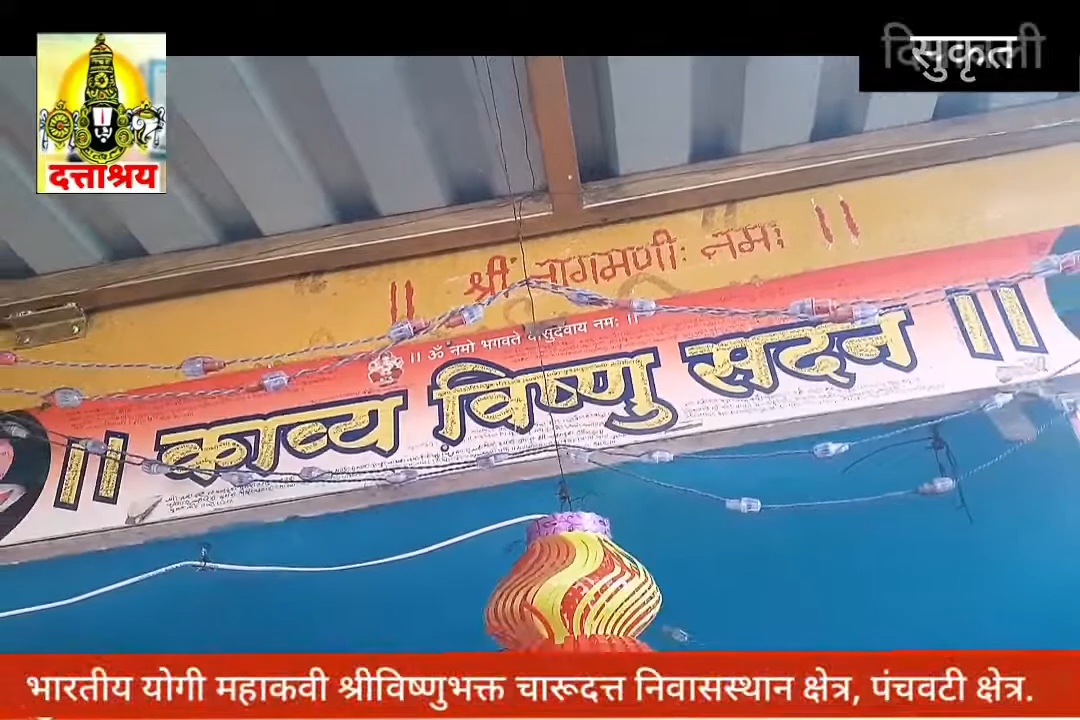 सुकृत
दत्ताश्रय
|| श्री नागमणीः नमः ||
|| ॐ नमो भगवते वासुदेवाय नमः ||
|| काव्य विष्णु सदन ||
भारतीय योगी महाकवी श्रीविष्णुभक्त चारूदत्त निवासस्थान क्षेत्र, पंचवटी क्षेत्र.